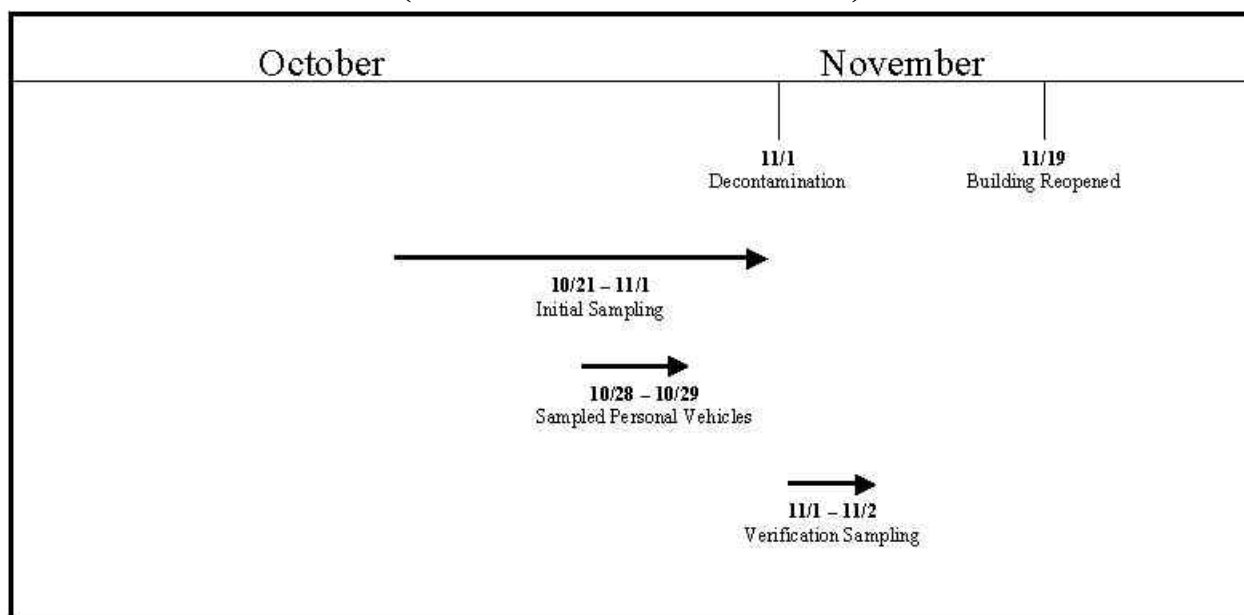 October November
11/1
Decontamination
11/19
Building Reopened
10/21 – 11/1
Initial Sampling
10/28 – 10/29
Sampled Personal Vehicles
11/1 – 11/2
Verification Sampling